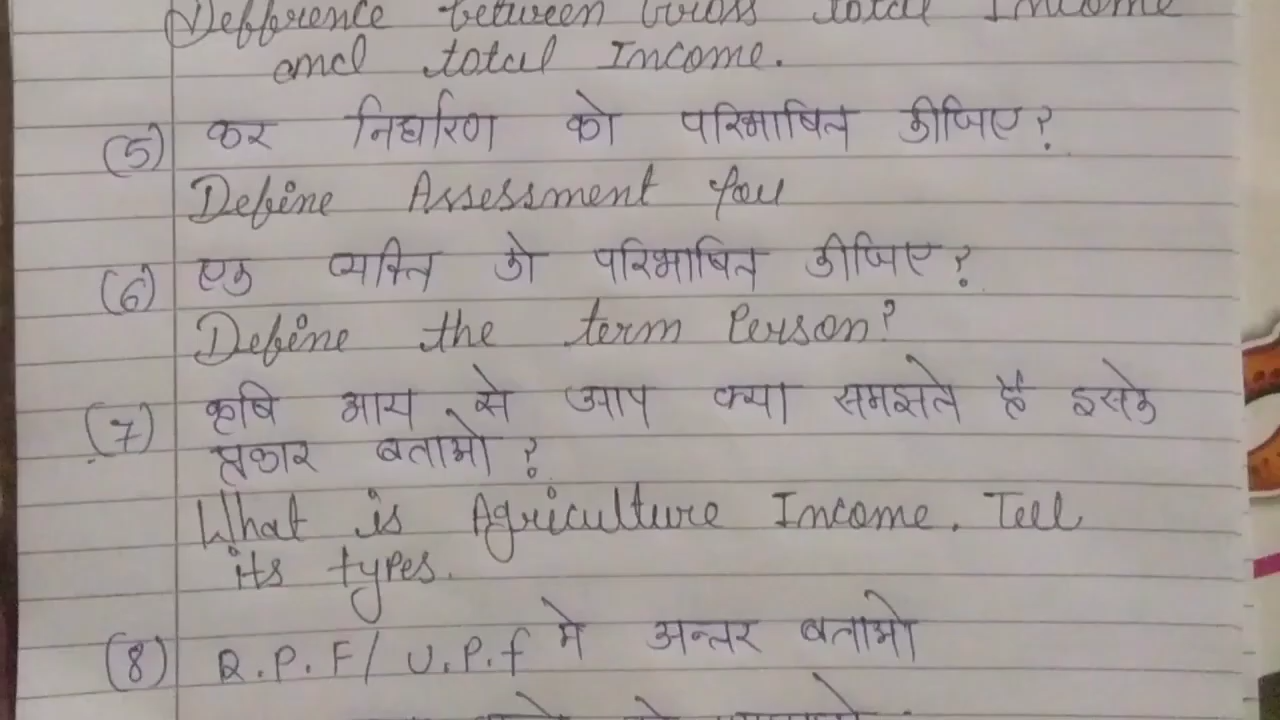 Defference between Gross total Income
and total Income.
(5) कर निर्धारण को परिभाषित कीजिए?
Define Assessment You
(6) एक व्यक्ति को परिभाषित कीजिए?
Define the term Person?
(7) कृषि आय से आप क्या समझते हैं इसके
प्रकार बताओ?
What is Agriculture Income. Tell
its types.
(8) R.P.F/ U.P.f मे अन्तर बताओ